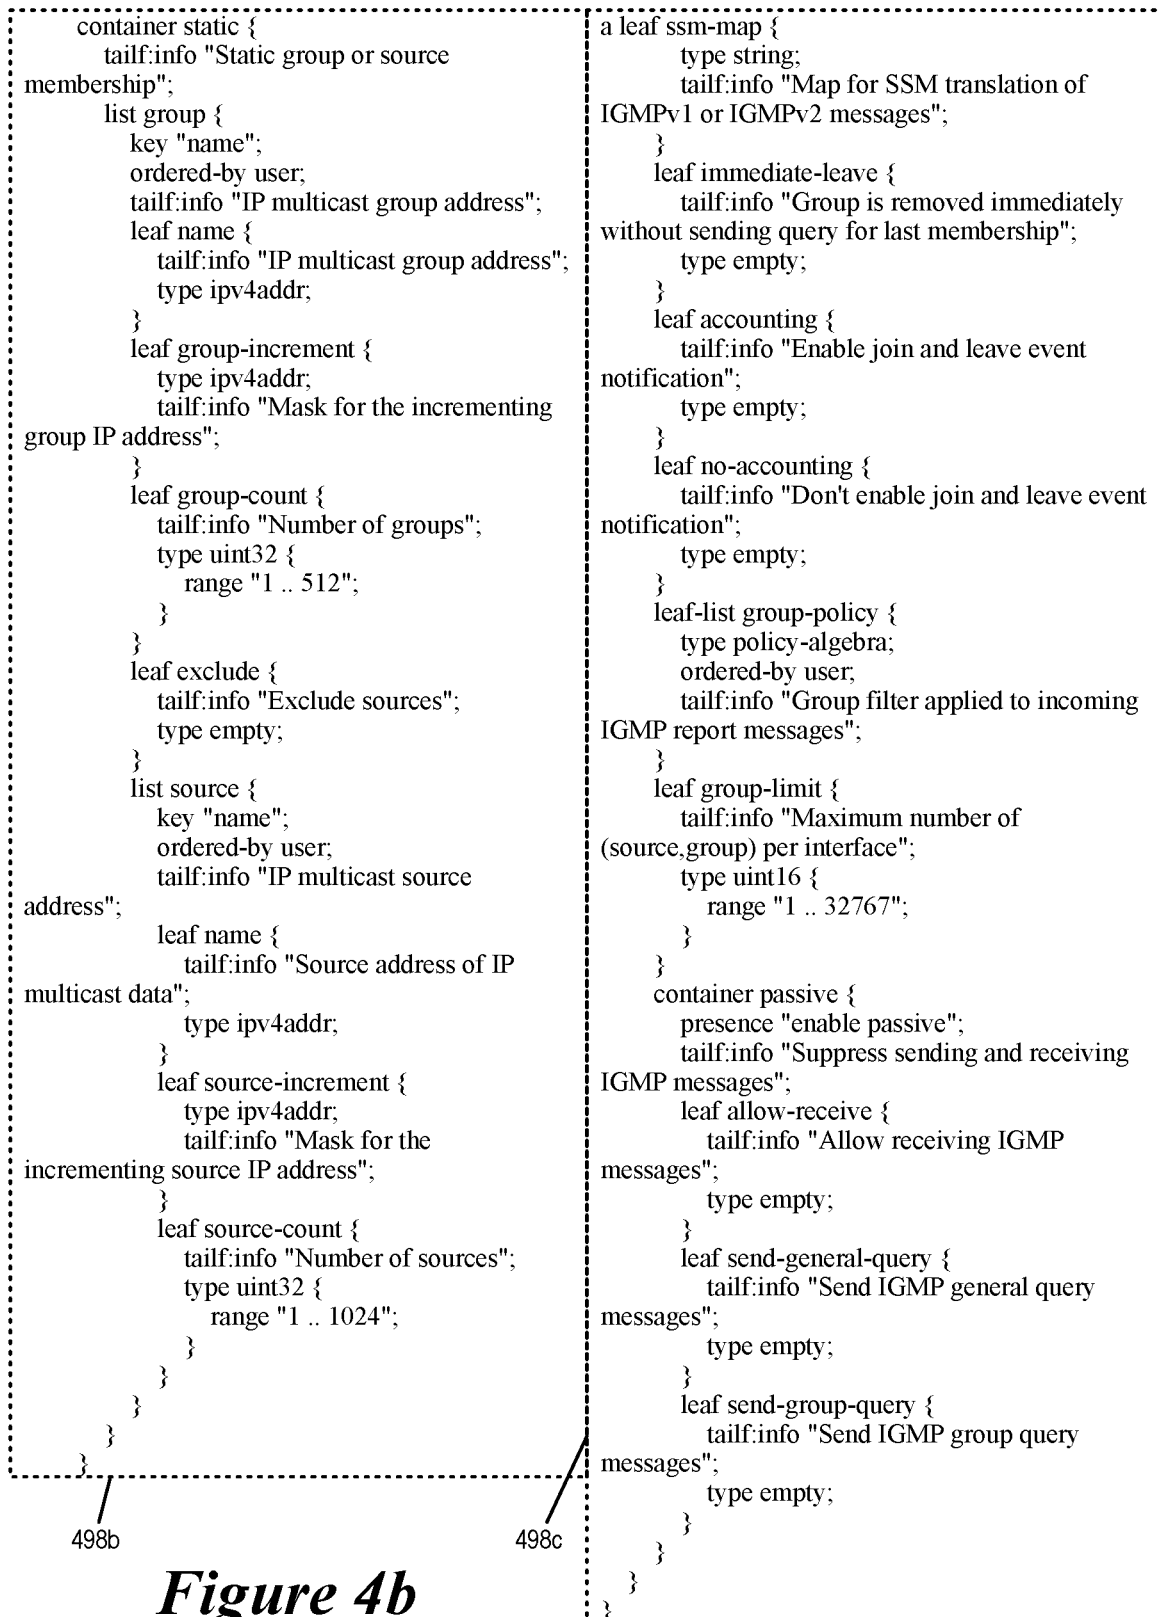 container static {
tailf:info "Static group or source
membership";
list group {
key "name";
ordered-by user;
tailf:info "IP multicast group address";
leaf name {
tailf:info "IP multicast group address";
type ipv4addr;
}
leaf group-increment {
type ipv4addr;
tailf:info "Mask for the incrementing
group IP address";
}
leaf group-count {
tailf:info "Number of groups";
type uint32 {
range "1 .. 512";
}
}
leaf exclude {
tailf:info "Exclude sources";
type empty;
}
list source {
key "name";
ordered-by user;
tailf:info "IP multicast source
address";
leaf name {
tailf:info "Source address of IP
multicast data";
type ipv4addr;
}
leaf source-increment {
type ipv4addr;
tailf:info "Mask for the
incrementing source IP address";
}
leaf source-count {
tailf:info "Number of sources";
type uint32 {
range "1 .. 1024";
}
}
}
}
}
498b
a leaf ssm-map {
type string;
tailf:info "Map for SSM translation of
IGMPv1 or IGMPv2 messages";
}
leaf immediate-leave {
tailf:info "Group is removed immediately
without sending query for last membership";
type empty;
}
leaf accounting {
tailf:info "Enable join and leave event
notification";
type empty;
}
leaf no-accounting {
tailf:info "Don't enable join and leave event
notification";
type empty;
}
leaf-list group-policy {
type policy-algebra;
ordered-by user;
tailf:info "Group filter applied to incoming
IGMP report messages";
}
leaf group-limit {
tailf:info "Maximum number of
(source,group) per interface";
type uint16 {
range "1 .. 32767";
}
}
container passive {
presence "enable passive";
tailf:info "Suppress sending and receiving
IGMP messages";
leaf allow-receive {
tailf:info "Allow receiving IGMP
messages";
type empty;
}
leaf send-general-query {
tailf:info "Send IGMP general query
messages";
type empty;
}
leaf send-group-query {
tailf:info "Send IGMP group query
messages";
type empty;
}
}
}
}
498c
Figure 4b